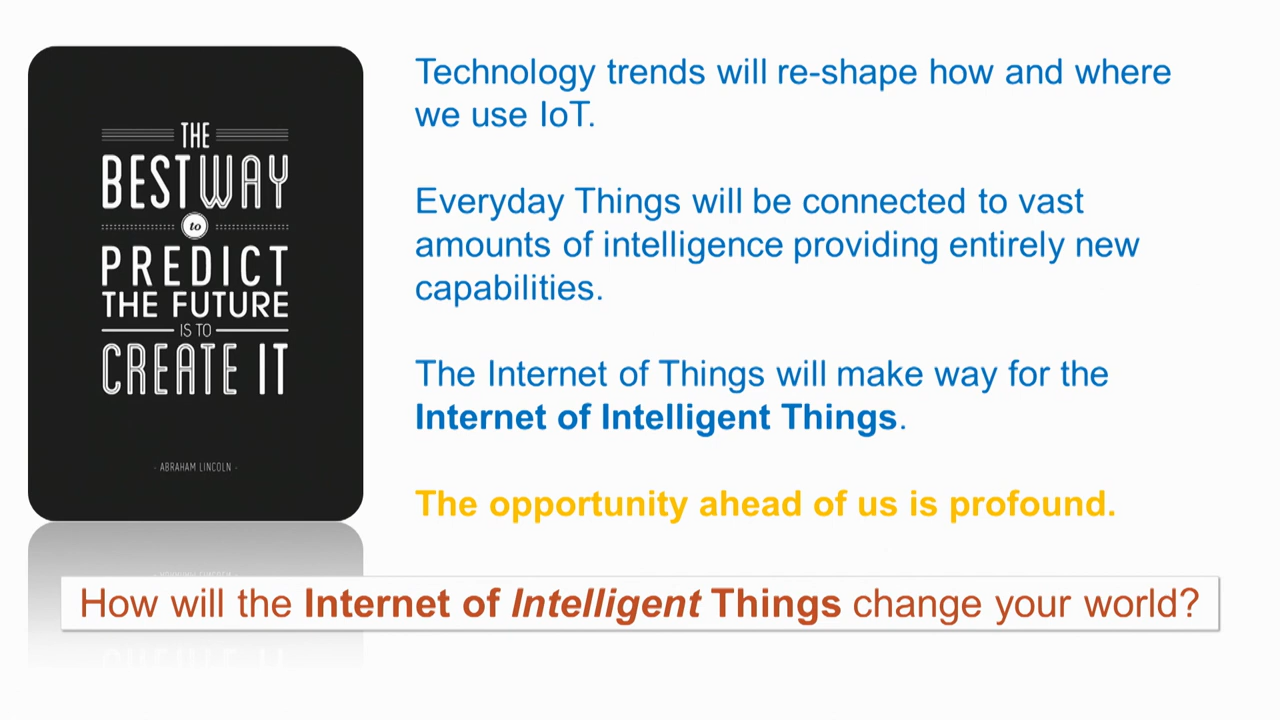 THE
BEST WAY
to
PREDICT
THE FUTURE
IS TO
CREATE IT
- ABRAHAM LINCOLN -
Technology trends will re-shape how and where
we use IoT.
Everyday Things will be connected to vast
amounts of intelligence providing entirely new
capabilities.
The Internet of Things will make way for the
Internet of Intelligent Things.
The opportunity ahead of us is profound.
How will the Internet of Intelligent Things change your world?